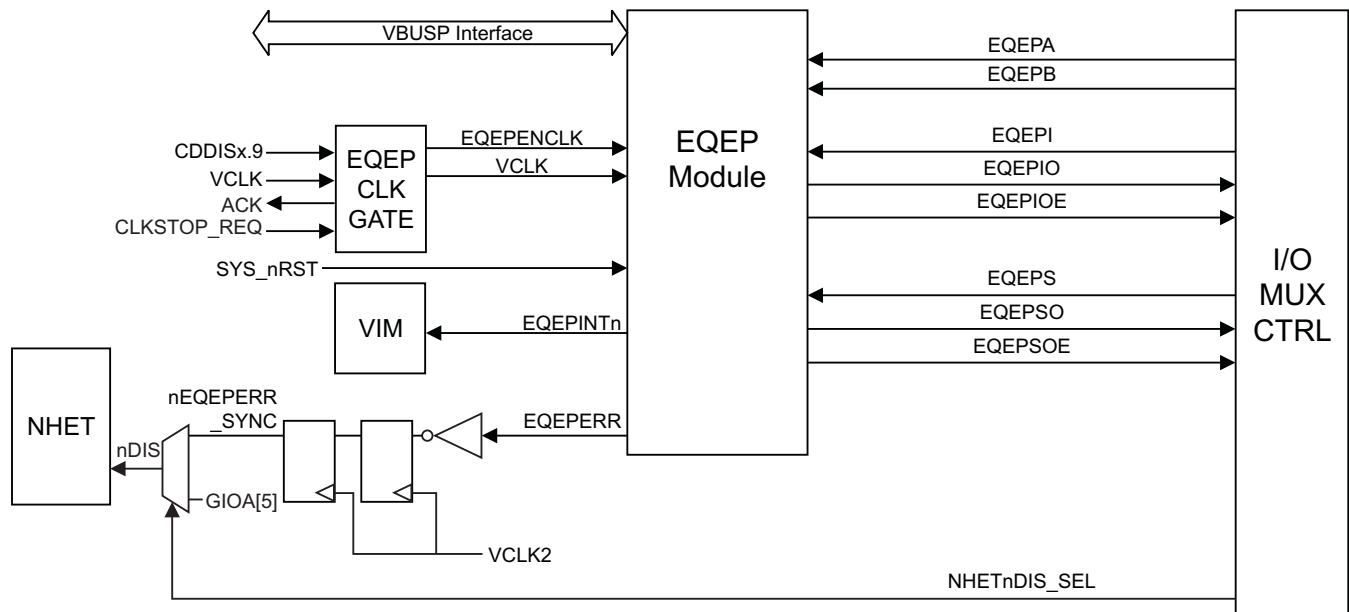 VBUSP Interface
EQEPA
EQEPB
EQEPENCLK
VCLK
CDDISx.9
VCLK
ACK
CLKSTOP_REQ
EQEP
CLK
GATE
EQEP
Module
EQEPI
EQEPIO
EQEPIOE
SYS_nRST
I/O
MUX
CTRL
EQEPS
EQEPSO
EQEPSOE
VIM
EQEPINTn
NHET
nEQEPERR
_SYNC
EQEPERR
nDIS
GIOA[5]
VCLK2
NHETnDIS_SEL